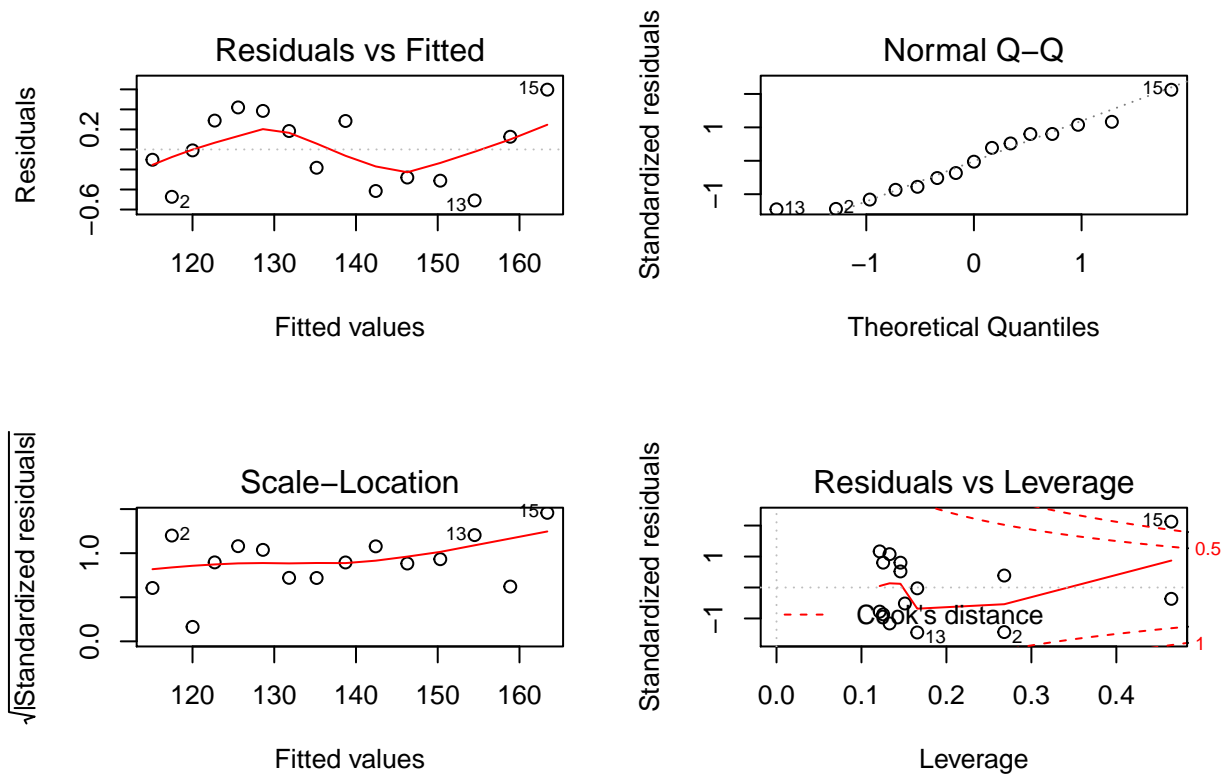 Residuals vs Fitted
Residuals
−0.6 0.2
15
2
13
120 130 140 150 160
Fitted values
Normal Q−Q
Standardized residuals
−1 1
15
13
2
−1 0 1
Theoretical Quantiles
Scale−Location
√|Standardized residuals|
0.0 1.0
2
13
15
120 130 140 150 160
Fitted values
Residuals vs Leverage
Standardized residuals
−1 1
15
0.5
Cook's distance
13
2
1
0.0 0.1 0.2 0.3 0.4
Leverage